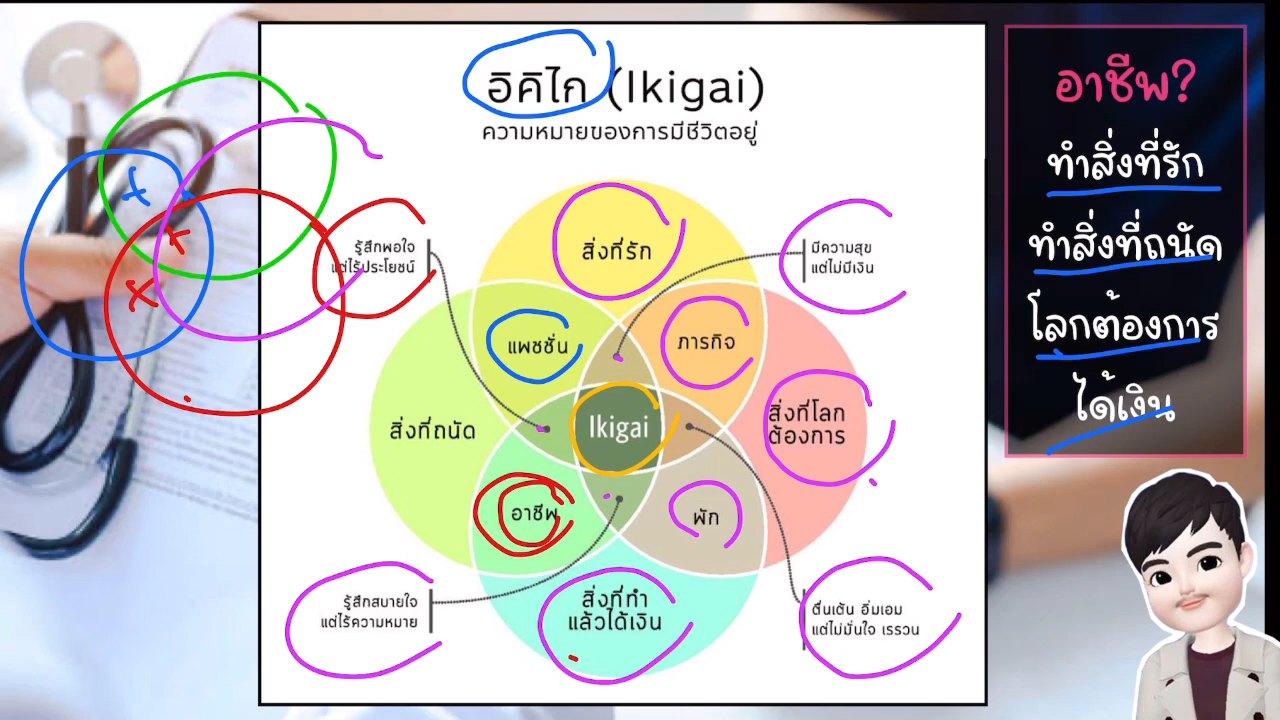 อิคิไก (Ikigai)
ความหมายของการมีชีวิตอยู่
รู้สึกพอใจ
แต่ไร้ประโยชน์
สิ่งที่รัก
มีความสุข
แต่ไม่มีเงิน
แพชชั่น
ภารกิจ
สิ่งที่ถนัด
Ikigai
สิ่งที่โลก
ต้องการ
อาชีพ
พัก
รู้สึกสบายใจ
แต่ไร้ความหมาย
สิ่งที่ทำ
แล้วได้เงิน
ตื่นเต้น อิ่มเอม
แต่ไม่มั่นใจ เรรวน
อาชีพ?
ทำสิ่งที่รัก
ทำสิ่งที่ถนัด
โลกต้องการ
ได้เงิน